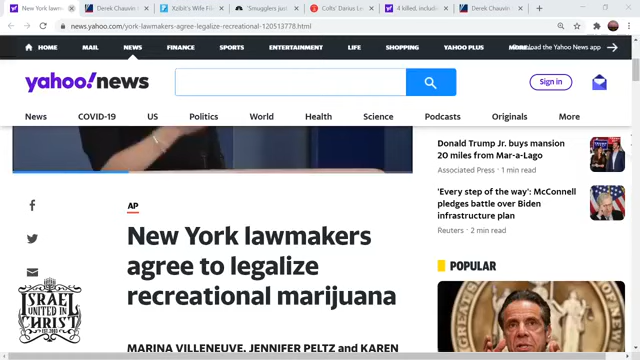 New York lawm
Derek Chauvin
Xzibit's Wife File
"Smugglers jus
Colts' Darius Le
4 killed, includi
Derek Chauvin
news.yahoo.com/york-lawmakers-agree-legalize-recreational-120513778.html
HOME MAIL NEWS FINANCE SPORTS ENTERTAINMENT LIFE SHOPPING YAHOO PLUS MORE... load the Yahoo News app
yahoo!news
Sign in
News COVID-19 US Politics World Health Science Podcasts Originals More
Donald Trump Jr. buys mansion
20 miles from Mar-a-Lago
Associated Press • 1 min read
'Every step of the way': McConnell
pledges battle over Biden
infrastructure plan
Reuters • 2 min read
AP
New York lawmakers
agree to legalize
recreational marijuana
MARINA VILLENEUVE, JENNIFER PELTZ and KAREN
POPULAR
ISRAEL
UNITED IN
CHRIST